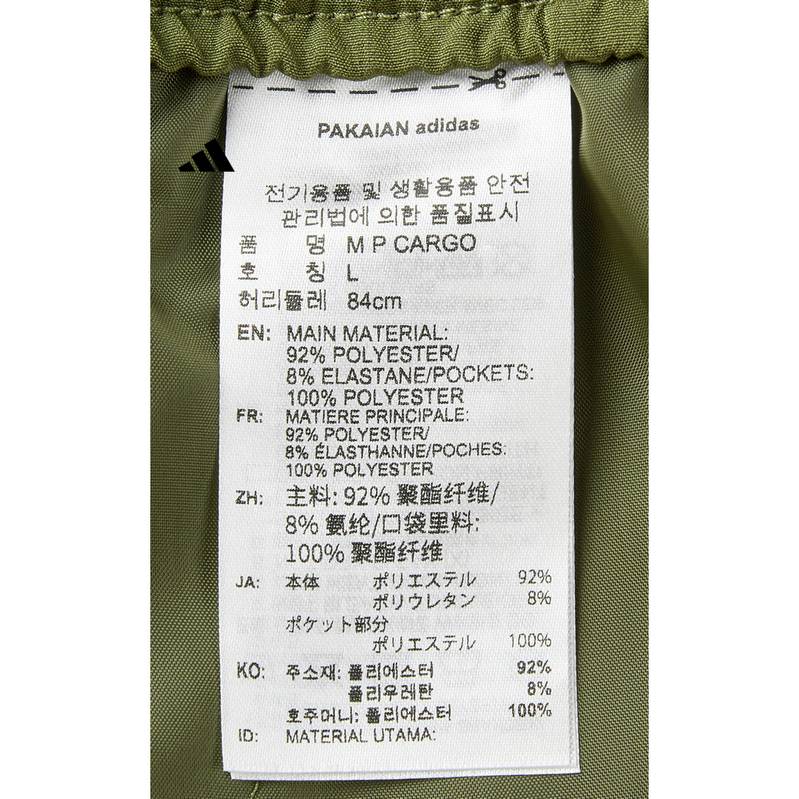 PAKAIAN adidas
전기용품 및 생활용품 안전
관리법에 의한 품질표시
품 명 M P CARGO
호 칭 L
허리둘레 84cm
EN: MAIN MATERIAL:
92% POLYESTER/
8% ELASTANE/POCKETS:
100% POLYESTER
FR: MATIERE PRINCIPALE:
92% POLYESTER/
8% ÉLASTHANNE/POCHES:
100% POLYESTER
ZH: 主料: 92% 聚酯纤维/
8% 氨纶/口袋里料:
100% 聚酯纤维
JA: 本体 ポリエステル 92%
ポリウレタン 8%
ポケット部分
ポリエステル 100%
KO: 주소재: 폴리에스터 92%
폴리우레탄 8%
호주머니: 폴리에스터 100%
ID: MATERIAL UTAMA: